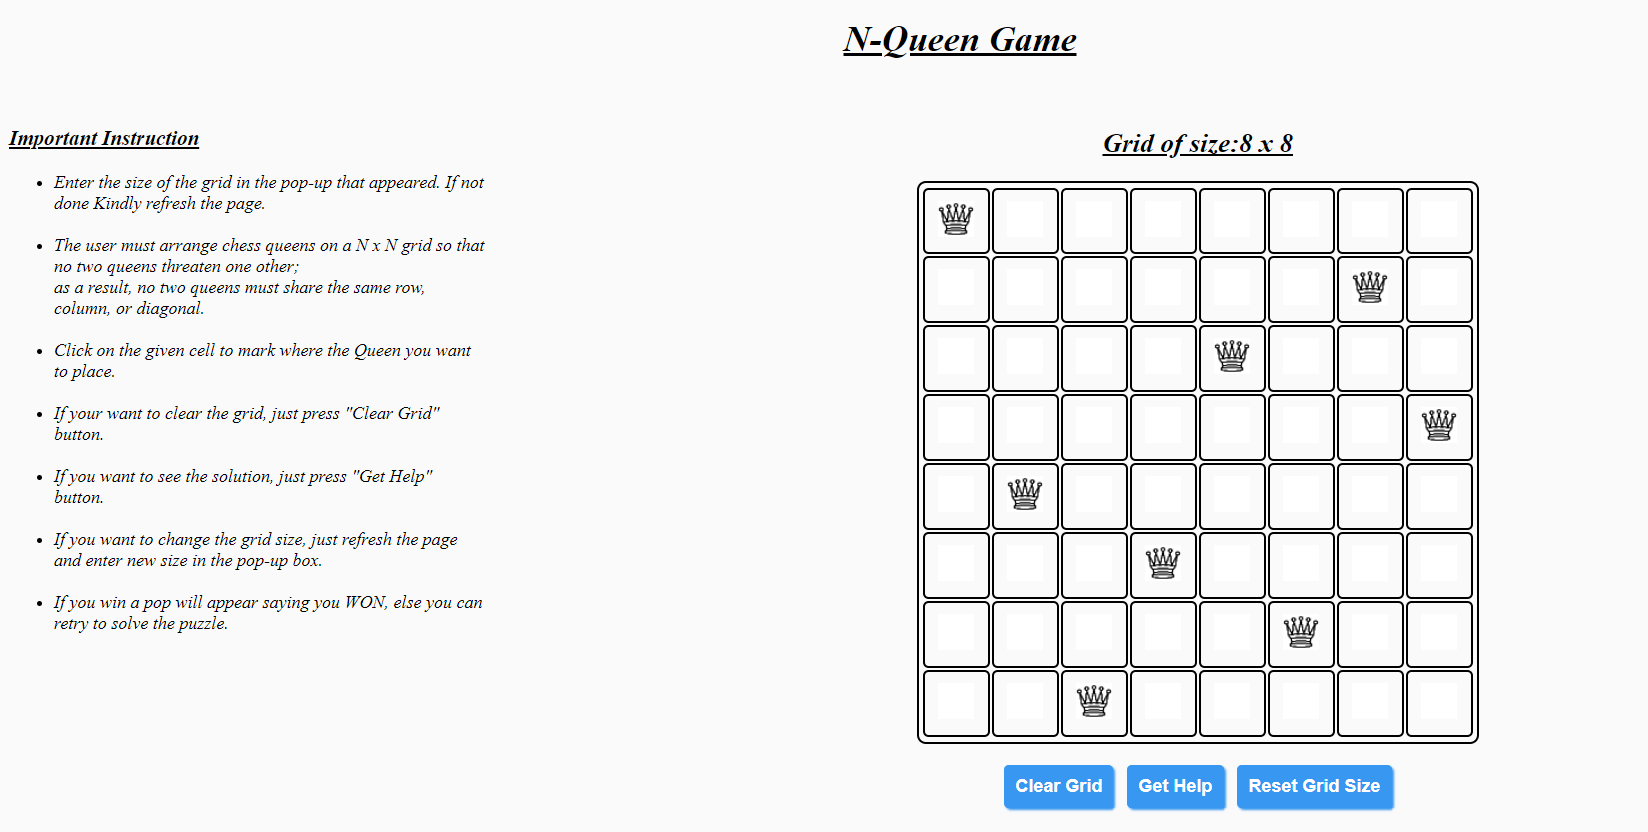 N-Queen Game
Important Instruction
Enter the size of the grid in the pop-up that appeared. If not
done Kindly refresh the page.
The user must arrange chess queens on a N x N grid so that
no two queens threaten one other;
as a result, no two queens must share the same row,
column, or diagonal.
Click on the given cell to mark where the Queen you want
to place.
If your want to clear the grid, just press "Clear Grid"
button.
If you want to see the solution, just press "Get Help"
button.
If you want to change the grid size, just refresh the page
and enter new size in the pop-up box.
If you win a pop will appear saying you WON, else you can
retry to solve the puzzle.
Grid of size:8 x 8
Clear Grid
Get Help
Reset Grid Size